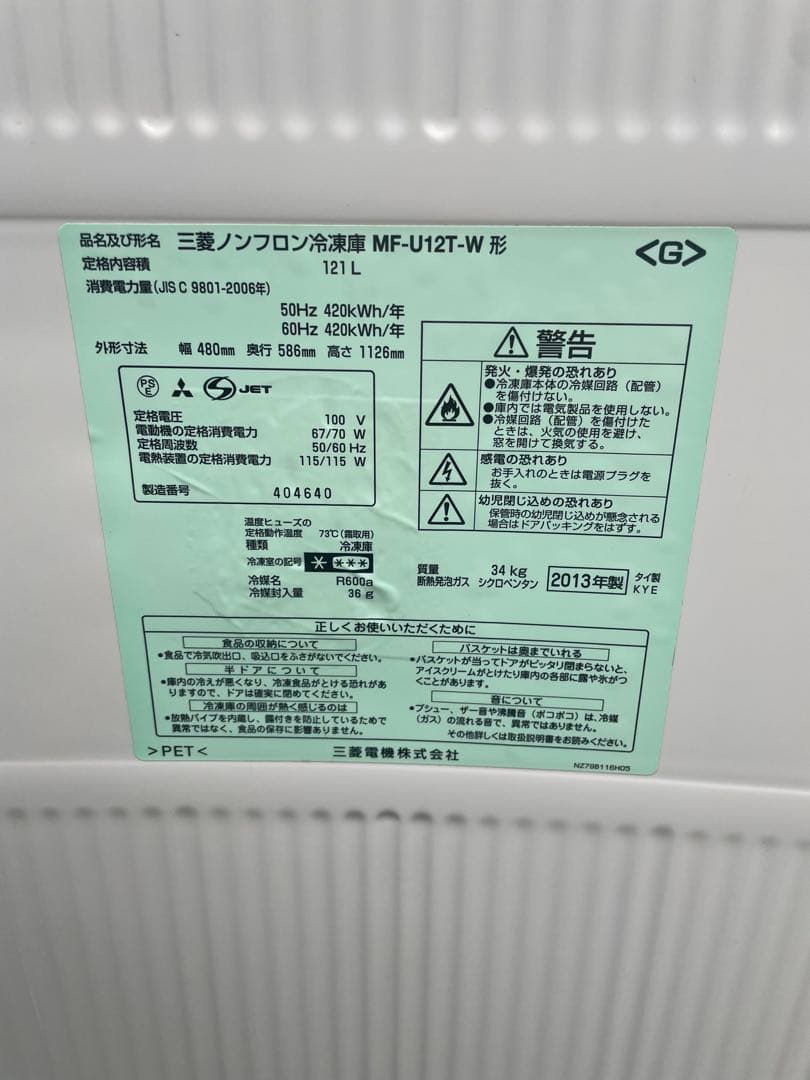 品名及び形名 三菱ノンフロン冷凍庫 MF-U12T-W 形
<G>
定格内容積 121 L
消費電力量(JIS C 9801-2006年)
50Hz 420kWh/年
60Hz 420kWh/年
外形寸法 幅 480mm 奥行 586mm 高さ 1126mm
PS
E
JET
定格電圧 100 V
電動機の定格消費電力 67/70 W
定格周波数 50/60 Hz
電熱装置の定格消費電力 115/115 W
製造番号 404640
警告
発火・爆発の恐れあり
●冷凍庫本体の冷媒回路(配管)
を傷付けない。
●庫内では電気製品を使用しない。
●冷媒回路(配管)を傷付けた
ときは、火気の使用を避け、
窓を開けて換気する。
感電の恐れあり
お手入れのときは電源プラグを
抜く。
幼児閉じ込めの恐れあり
保管時の幼児閉じ込めが懸念される
場合はドアパッキングをはずす。
温度ヒューズの
定格動作温度 73℃(霜取用)
種類 冷凍庫
冷凍室の記号 * ***
冷媒名 R600a
冷媒封入量 36 g
質量 34 kg
断熱発泡ガス シクロペンタン
2013年製
タイ製
KYE
正しくお使いいただくために
食品の収納について
•食品で冷気吹出口、吸込口をふさがないでください。
半ドアについて
•庫内の冷えが悪くなり、冷凍食品がとける恐れがあ
りますので、ドアは確実に閉めてください。
冷凍庫の周囲が熱く感じるのは
•放熱パイプを内蔵し、露付きを防止しているためで
異常ではなく、食品の保存に影響ありません。
バスケットは奥までいれる
•バスケットが当ってドアがピッタリ閉まらないと、
アイスクリームがとけたり庫内の各部に露や氷がつ
くことがあります。
音について
•プシュー、ザー音や沸騰音(ポコポコ)は、冷媒
(ガス)の流れる音で、異常ではありません。
その他詳しくは取扱説明書をお読みください。
>PET<
三菱電機株式会社
NZ79B116H05